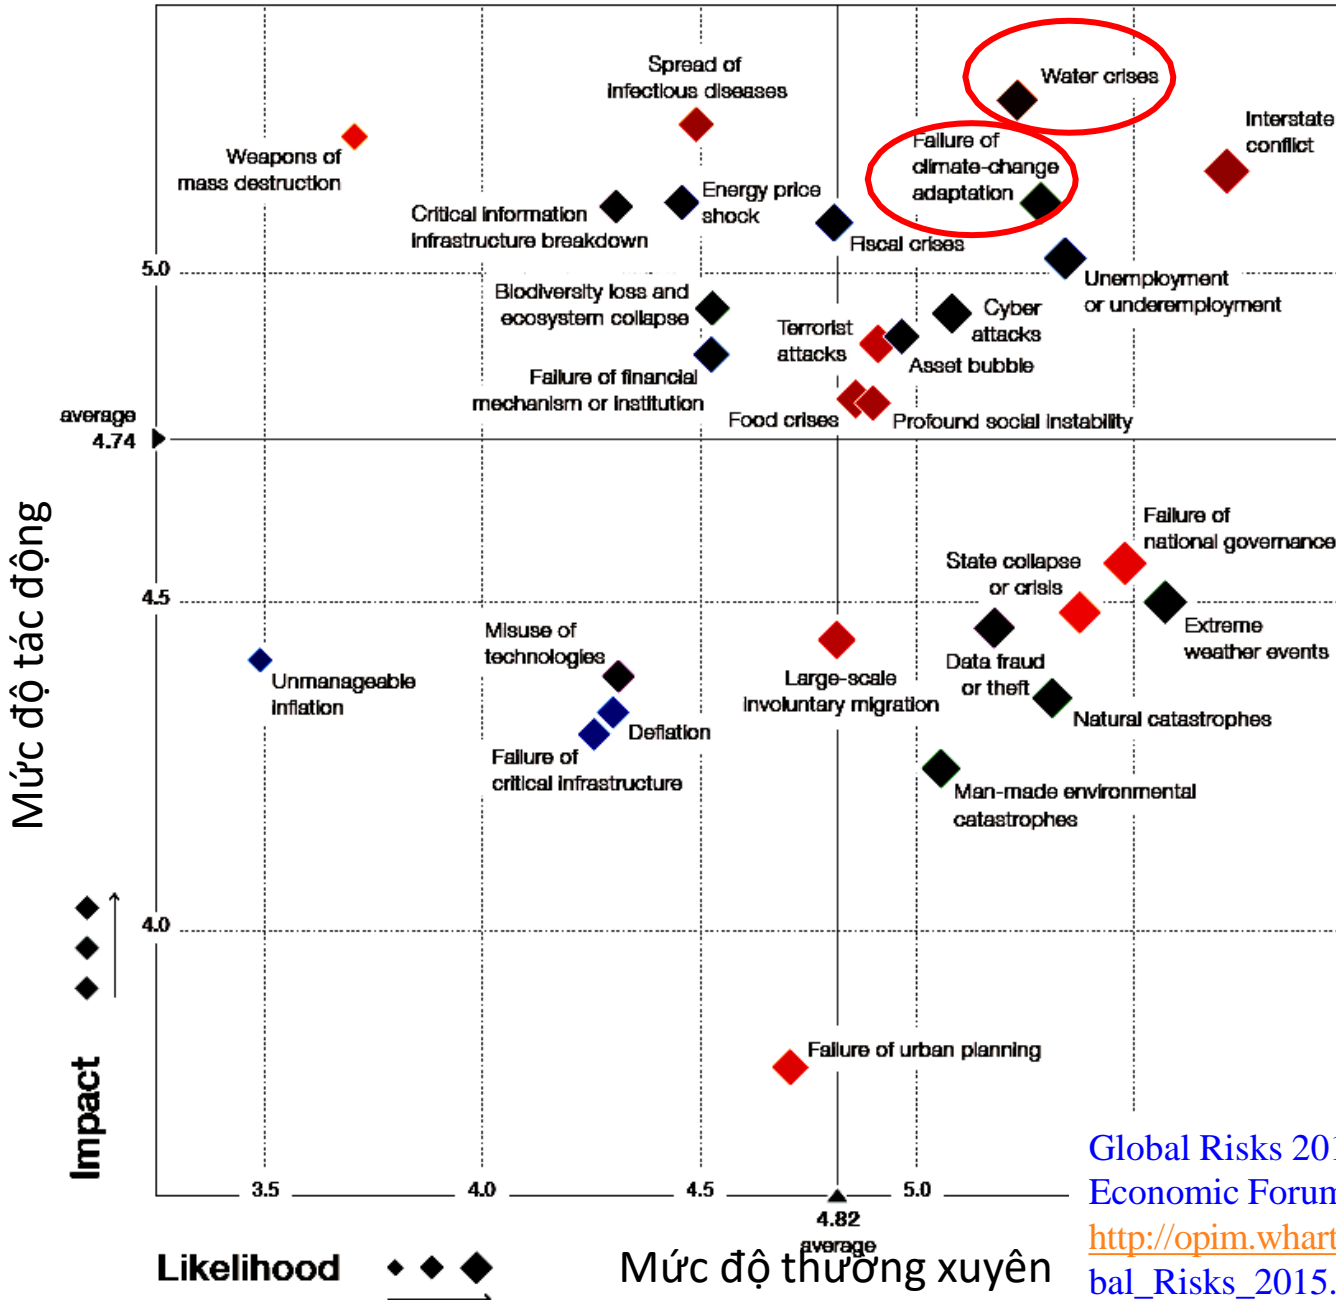 Water crises
Spread of
infectious diseases
Interstate
conflict
Failure of
climate-change
adaptation
Weapons of
mass destruction
Energy price
shock
Critical information
infrastructure breakdown
Fiscal crises
5.0
Unemployment
or underemployment
Biodiversity loss and
ecosystem collapse
Cyber
attacks
Terrorist
attacks
Asset bubble
Failure of financial
mechanism or institution
Food crises
Profound social instability
average
4.74
Mức độ tác động
Failure of
national governance
State collapse
or crisis
4.5
Extreme
weather events
Misuse of
technologies
Data fraud
or theft
Large-scale
involuntary migration
Unmanageable
inflation
Natural catastrophes
Deflation
Failure of
critical infrastructure
Man-made environmental
catastrophes
4.0
Failure of urban planning
Impact
3.5
4.0
4.5
5.0
4.82
average
Likelihood
Mức độ thường xuyên
Global Risks 201
Economic Forum
http://opim.whart
bal_Risks_2015.